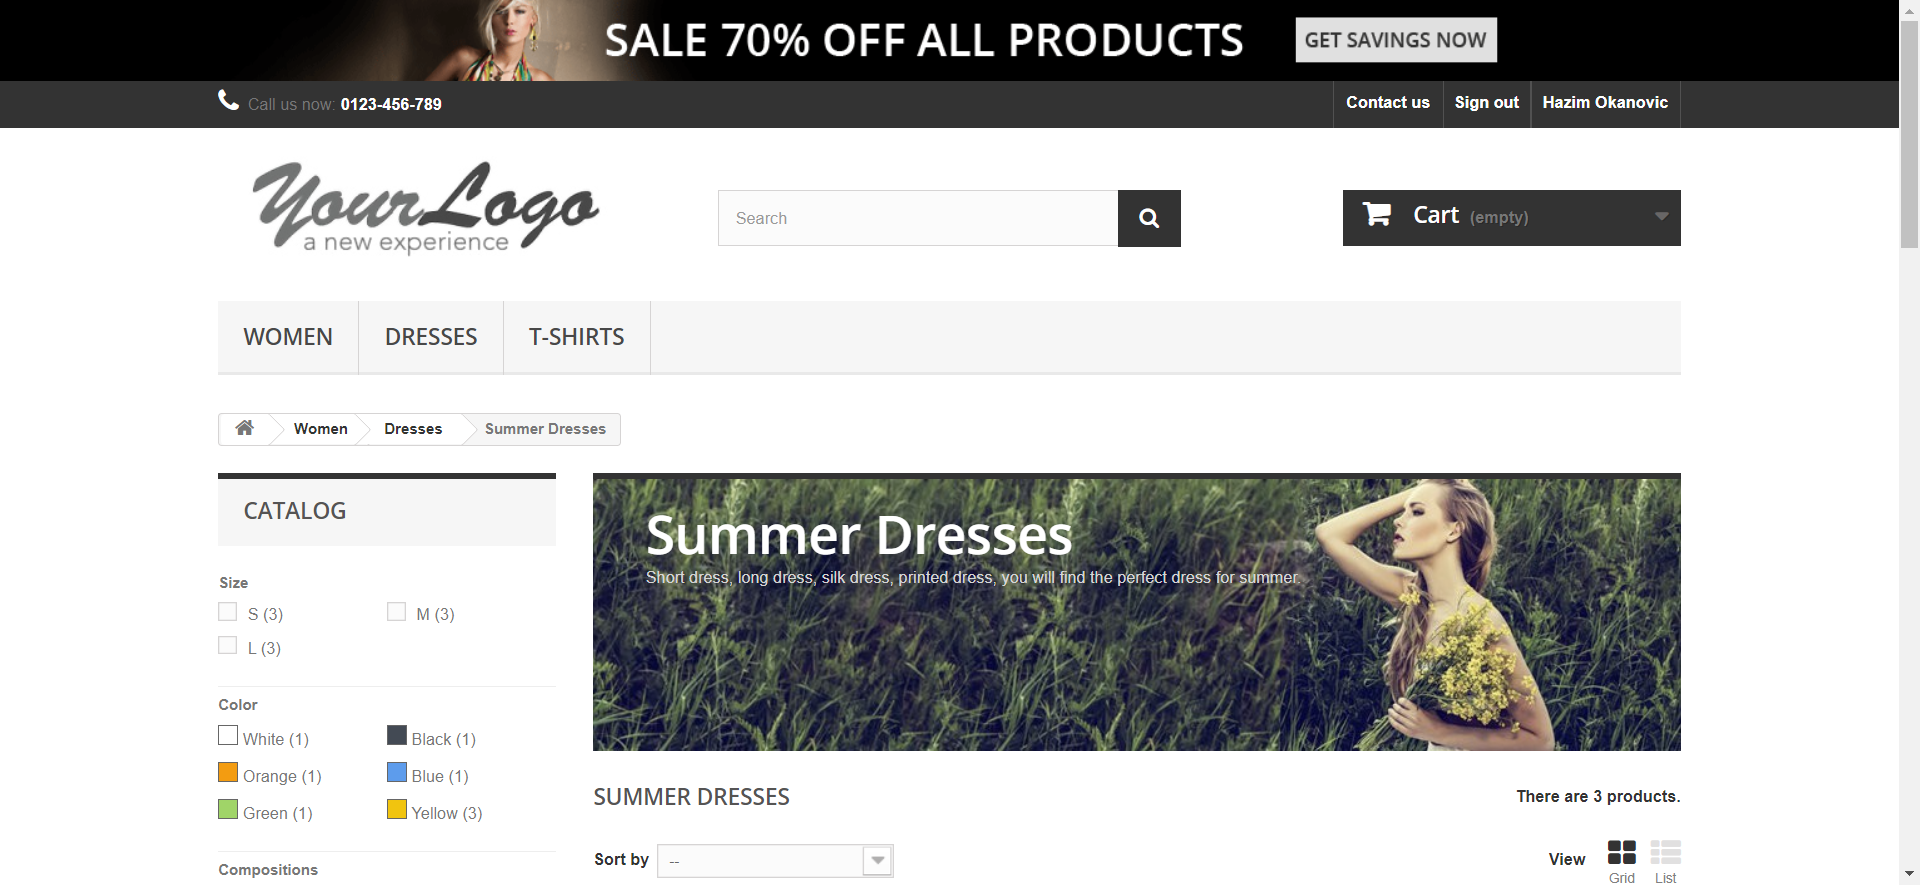 SALE 70% OFF ALL PRODUCTS GET SAVINGS NOW
Call us now: 0123-456-789 Contact us Sign out Hazim Okanovic
YourLogo
a new experience
Search
Cart (empty)
WOMEN DRESSES T-SHIRTS
Women Dresses Summer Dresses
CATALOG
Size
S (3) M (3)
L (3)
Color
White (1) Black (1)
Orange (1) Blue (1)
Green (1) Yellow (3)
Compositions
Summer Dresses
Short dress, long dress, silk dress, printed dress, you will find the perfect dress for summer.
SUMMER DRESSES There are 3 products.
Sort by -- View
Grid List